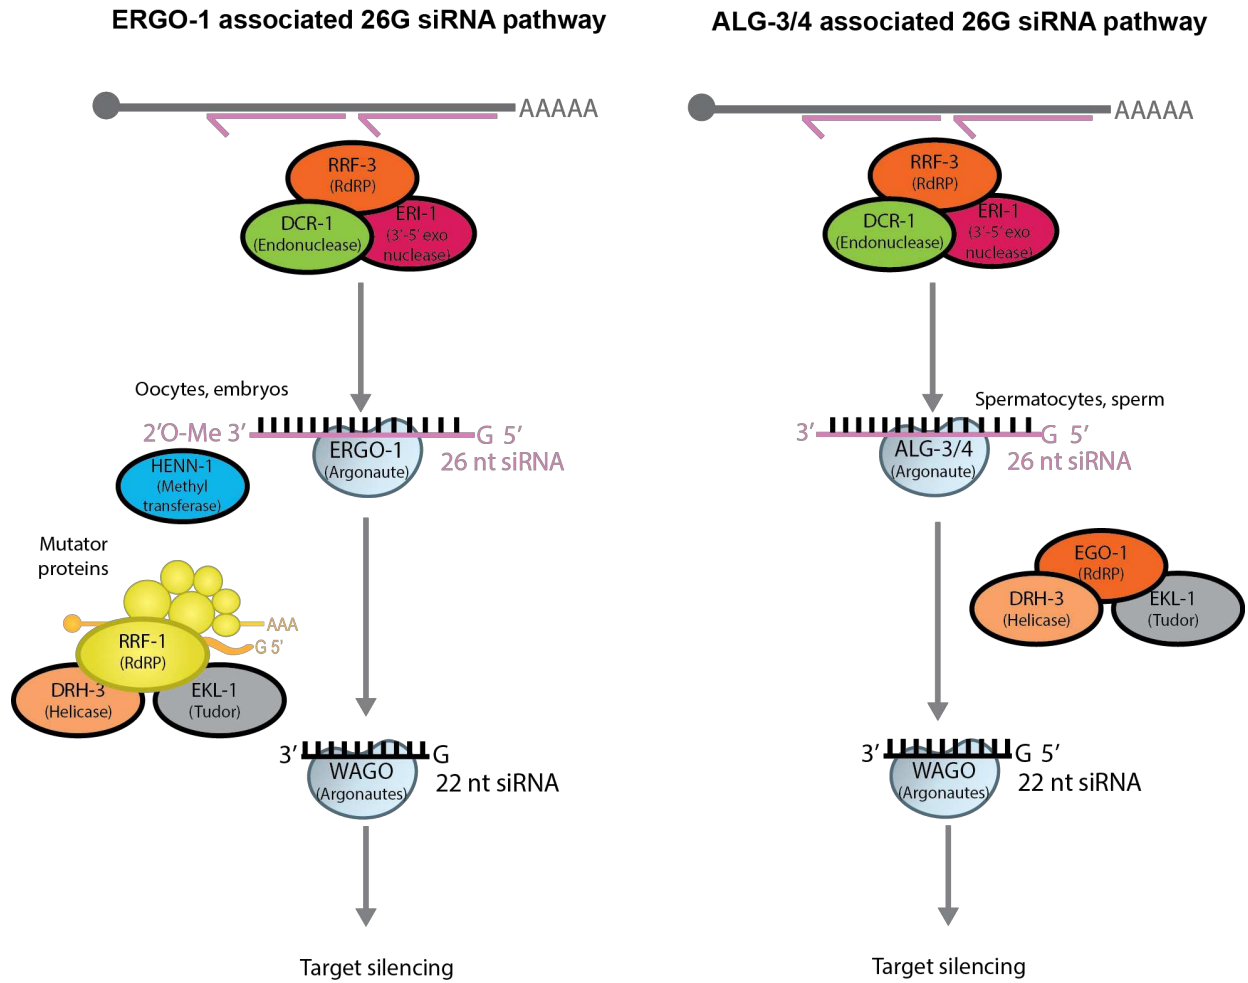 ERGO-1 associated 26G siRNA pathway
AAAAA
RRF-3
(RdRP)
DCR-1
(Endonuclease)
ERI-1
(3'-5' exo
nuclease)
Oocytes, embryos
2'O-Me 3'
G 5'
26 nt siRNA
ERGO-1
(Argonaute)
HENN-1
(Methyl
transferase)
Mutator
proteins
AAA
G 5'
RRF-1
(RdRP)
DRH-3
(Helicase)
EKL-1
(Tudor)
3'
G
22 nt siRNA
WAGO
(Argonautes)
Target silencing
ALG-3/4 associated 26G siRNA pathway
AAAAA
RRF-3
(RdRP)
DCR-1
(Endonuclease)
ERI-1
(3'-5' exo
nuclease)
Spermatocytes, sperm
3'
G 5'
26 nt siRNA
ALG-3/4
(Argonaute)
EGO-1
(RdRP)
DRH-3
(Helicase)
EKL-1
(Tudor)
3'
G 5'
22 nt siRNA
WAGO
(Argonautes)
Target silencing